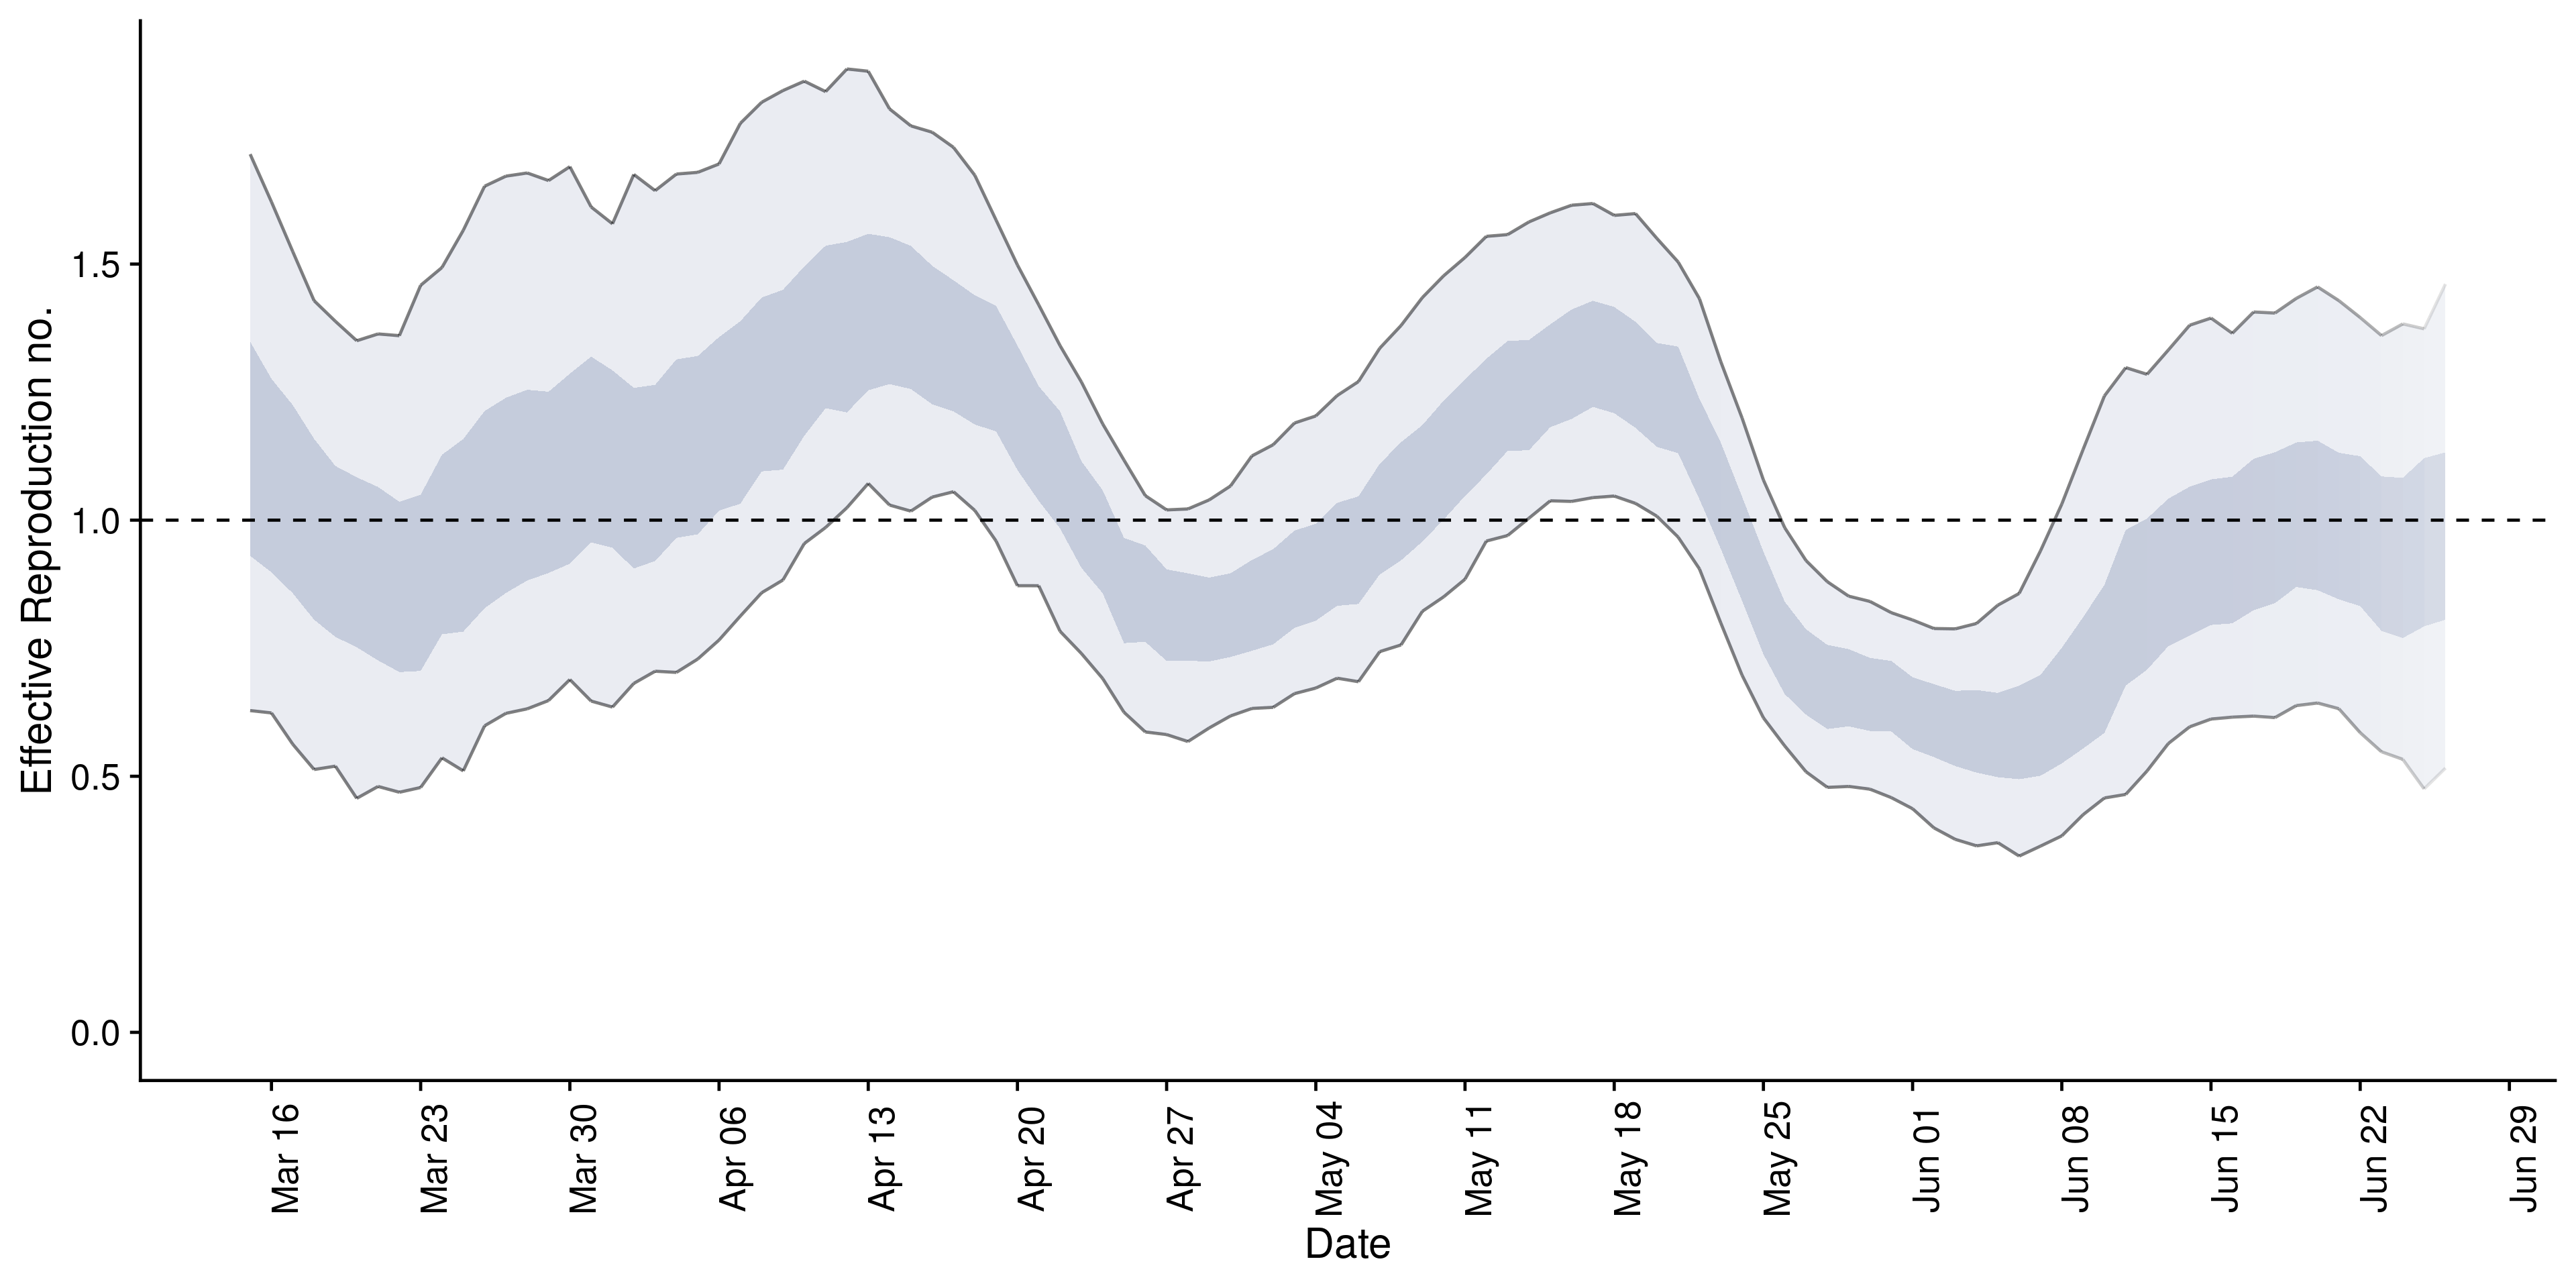 Effective Reproduction no.
1.5
1.0
0.5
0.0
Mar 16
Mar 23
Mar 30
Apr 06
Apr 13
Apr 20
Apr 27
May 04
May 11
May 18
May 25
Jun 01
Jun 08
Jun 15
Jun 22
Jun 29
Date